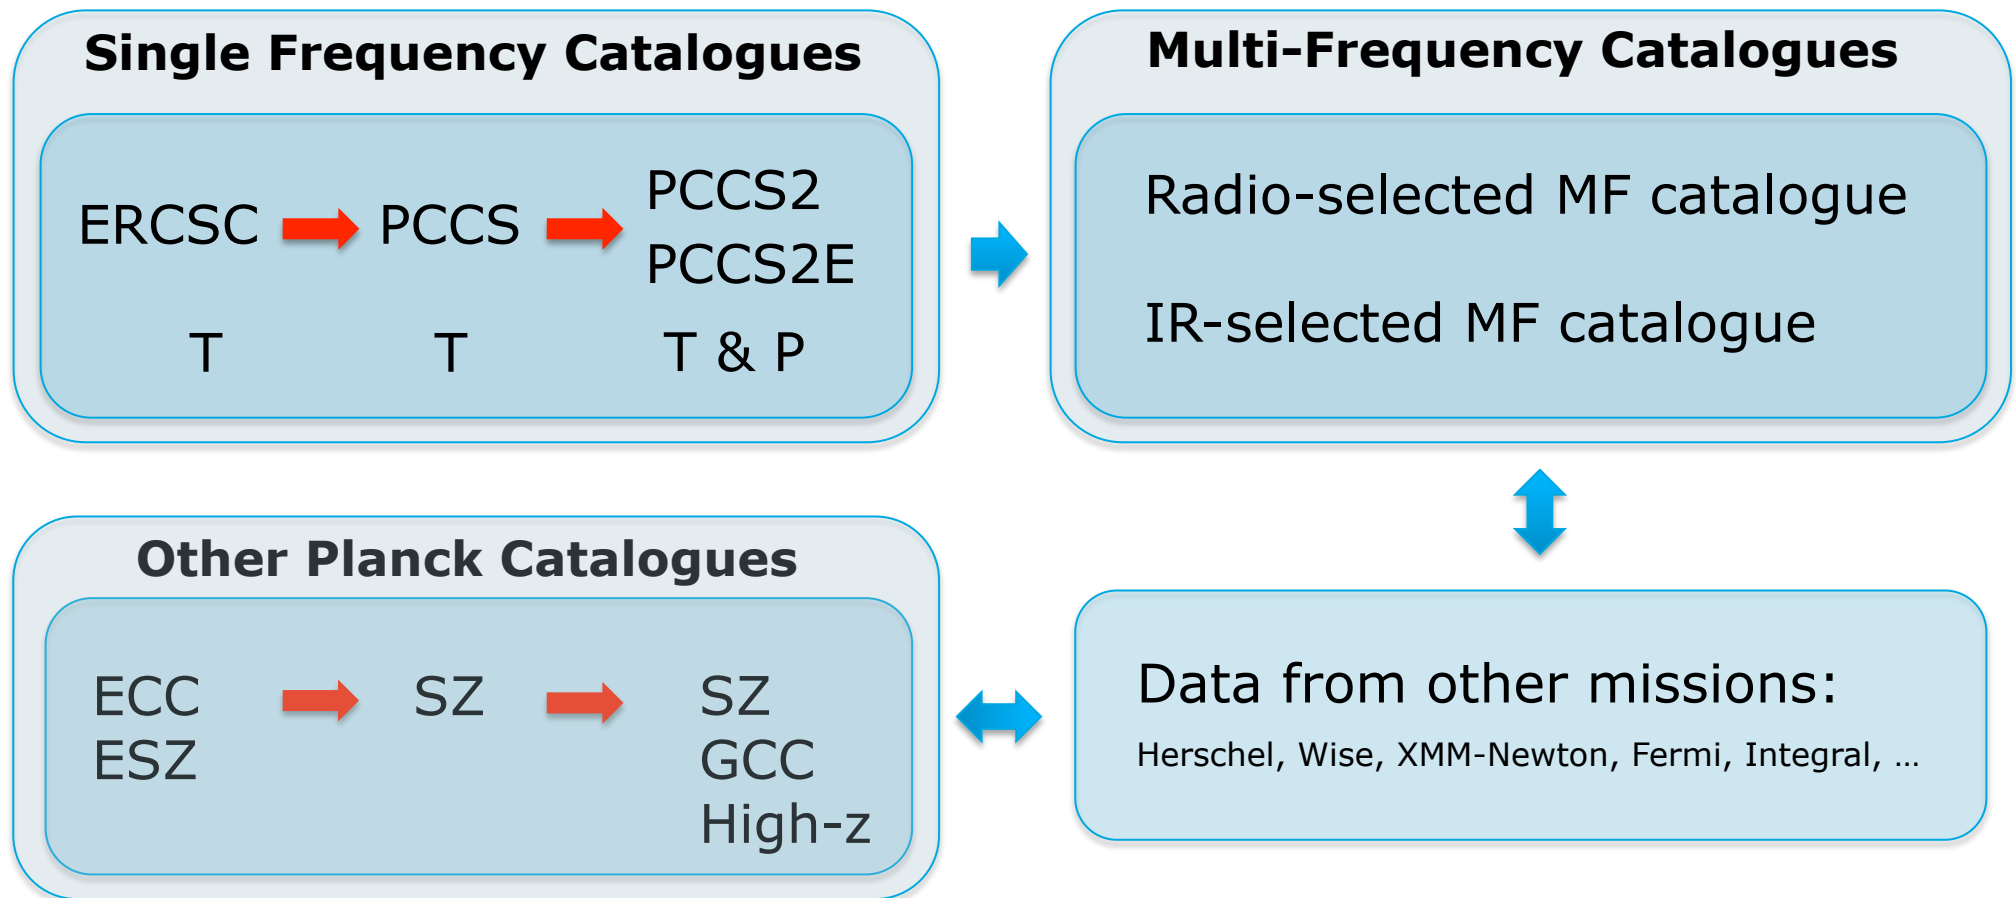 Single Frequency Catalogues
ERCSC PCCS PCCS2
PCCS2E
T T T & P
Multi-Frequency Catalogues
Radio-selected MF catalogue
IR-selected MF catalogue
Other Planck Catalogues
ECC SZ SZ
ESZ GCC
High-z
Data from other missions:
Herschel, Wise, XMM-Newton, Fermi, Integral, ...